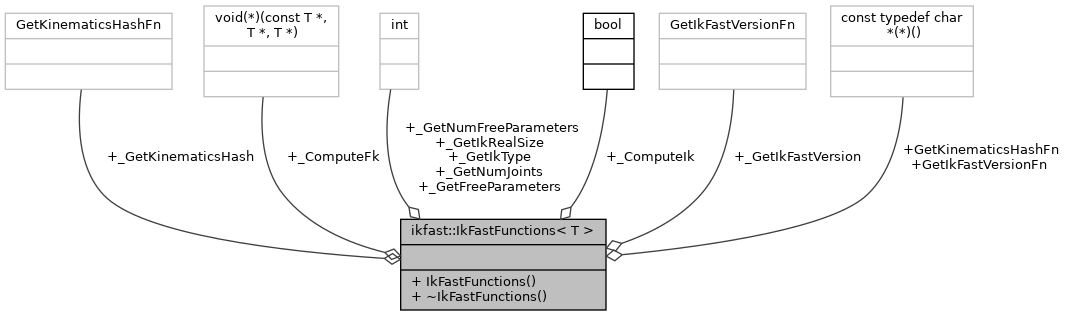 GetKinematicsHashFn
void(*)(const T *,
T *, T *)
int
bool
GetIkFastVersionFn
const typedef char
*(*)()
+_GetKinematicsHash
+_ComputeFk
+_GetNumFreeParameters
+_GetIkRealSize
+_GetIkType
+_GetNumJoints
+_GetFreeParameters
+_ComputeIk
+_GetIkFastVersion
+GetKinematicsHashFn
+GetIkFastVersionFn
ikfast::IkFastFunctions< T >
+ IkFastFunctions()
+ ~IkFastFunctions()